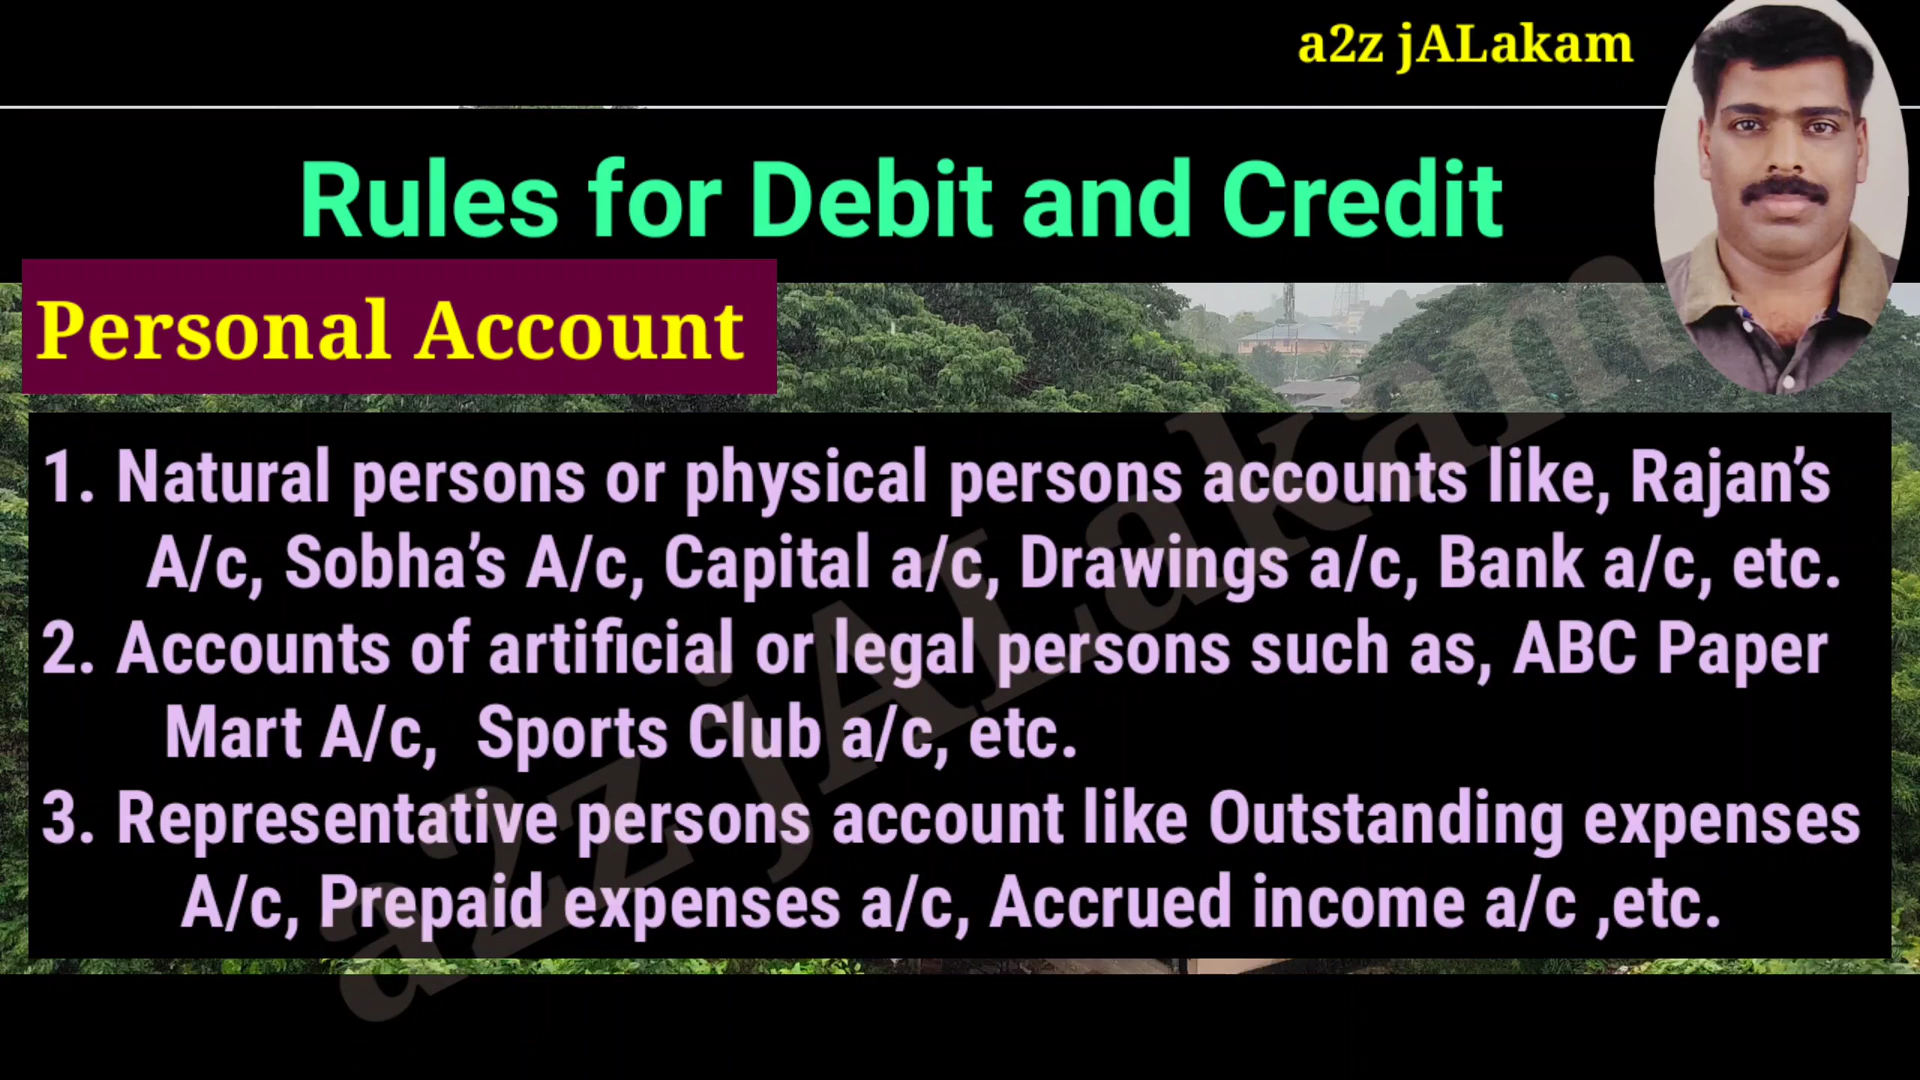 a2z jALakam
Rules for Debit and Credit
Personal Account
1. Natural persons or physical persons accounts like, Rajan’s
A/c, Sobha’s A/c, Capital a/c, Drawings a/c, Bank a/c, etc.
2. Accounts of artificial or legal persons such as, ABC Paper
Mart A/c, Sports Club a/c, etc.
3. Representative persons account like Outstanding expenses
A/c, Prepaid expenses a/c, Accrued income a/c ,etc.
a2z jALakam